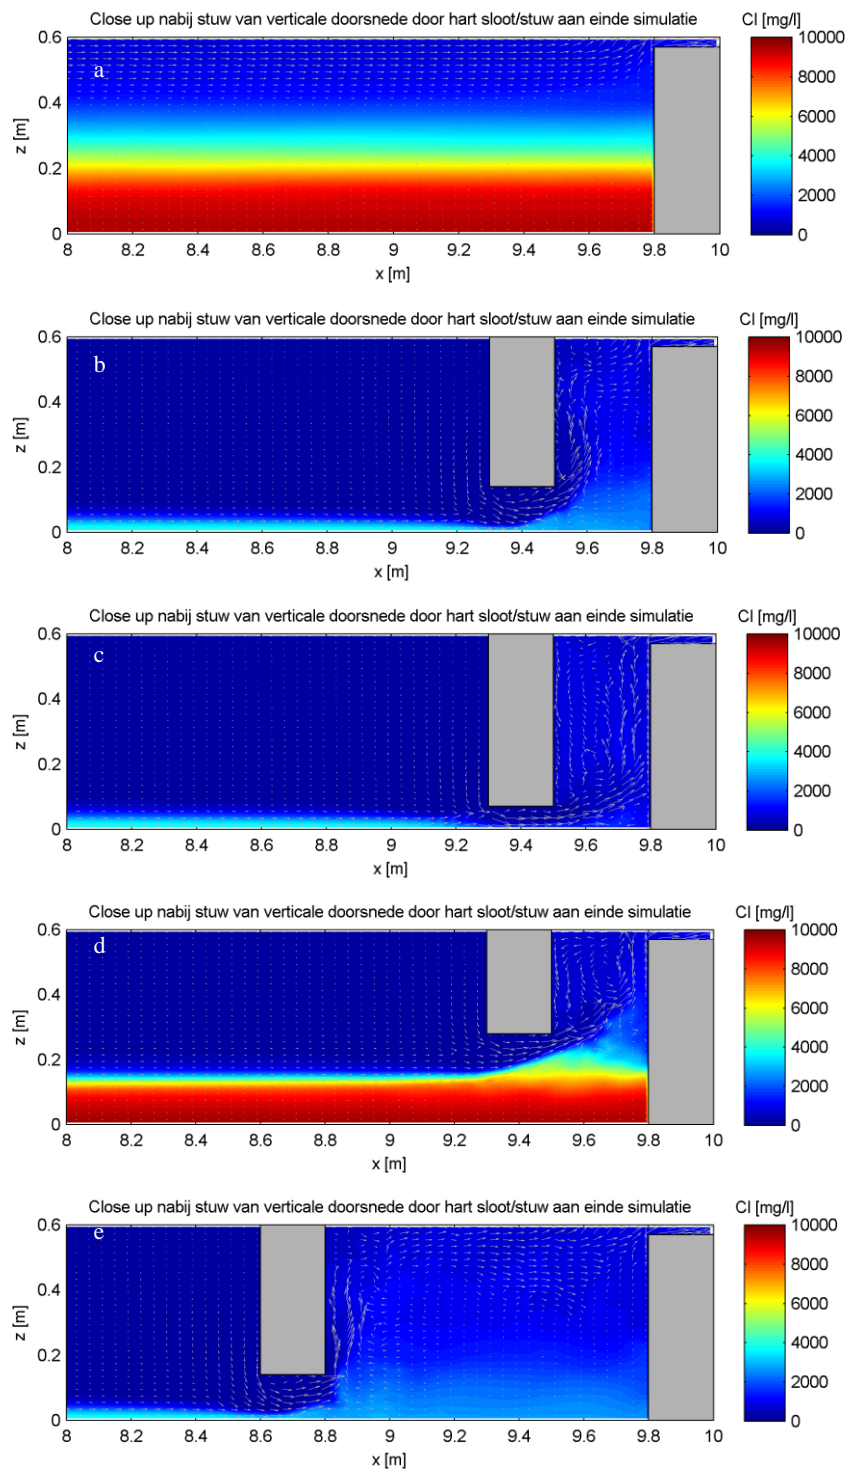 Close up nabij stuw van verticale doorsnede door hart sloot/stuw aan einde simulatie
Cl [mg/l]
a
z [m]
0.6
0.4
0.2
0
8 8.2 8.4 8.6 8.8 9 9.2 9.4 9.6 9.8 10
x [m]
10000
8000
6000
4000
2000
0
Close up nabij stuw van verticale doorsnede door hart sloot/stuw aan einde simulatie
Cl [mg/l]
b
z [m]
0.6
0.4
0.2
0
8 8.2 8.4 8.6 8.8 9 9.2 9.4 9.6 9.8 10
x [m]
10000
8000
6000
4000
2000
0
Close up nabij stuw van verticale doorsnede door hart sloot/stuw aan einde simulatie
Cl [mg/l]
c
z [m]
0.6
0.4
0.2
0
8 8.2 8.4 8.6 8.8 9 9.2 9.4 9.6 9.8 10
x [m]
10000
8000
6000
4000
2000
0
Close up nabij stuw van verticale doorsnede door hart sloot/stuw aan einde simulatie
Cl [mg/l]
d
z [m]
0.6
0.4
0.2
0
8 8.2 8.4 8.6 8.8 9 9.2 9.4 9.6 9.8 10
x [m]
10000
8000
6000
4000
2000
0
Close up nabij stuw van verticale doorsnede door hart sloot/stuw aan einde simulatie
Cl [mg/l]
e
z [m]
0.6
0.4
0.2
0
8 8.2 8.4 8.6 8.8 9 9.2 9.4 9.6 9.8 10
x [m]
10000
8000
6000
4000
2000
0